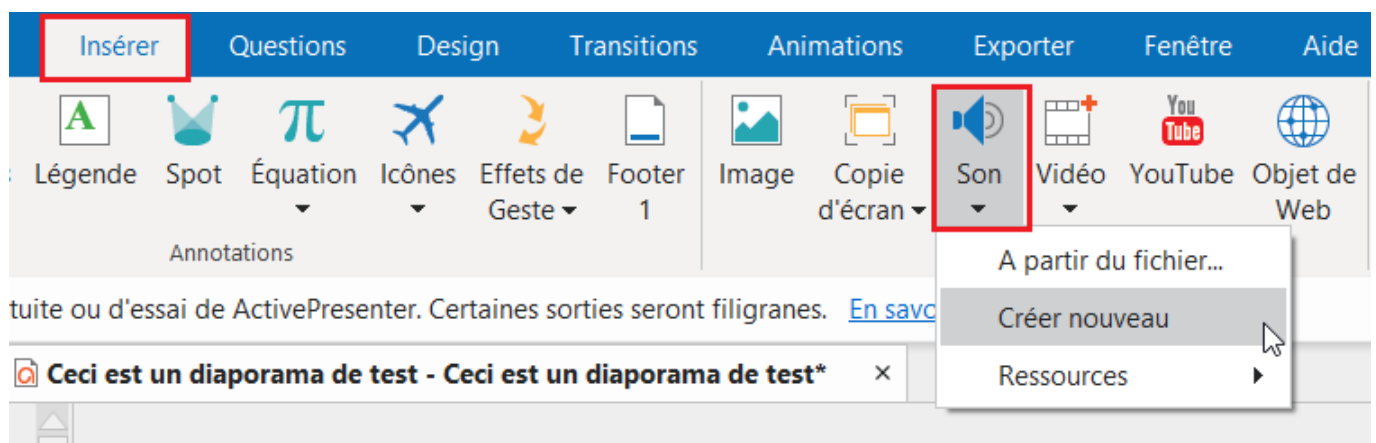 Insérer Questions Design Transitions Animations Exporter Fenêtre Aide
A π You Tube
Légende Spot Équation Icônes Effets de Geste Footer 1 Image Copie d'écran Son Vidéo YouTube Objet de Web
Annotations
A partir du fichier...
tuite ou d'essai de ActivePresenter. Certaines sorties seront filigranes. En savo
Créer nouveau
Ceci est un diaporama de test - Ceci est un diaporama de test* ×
Ressources